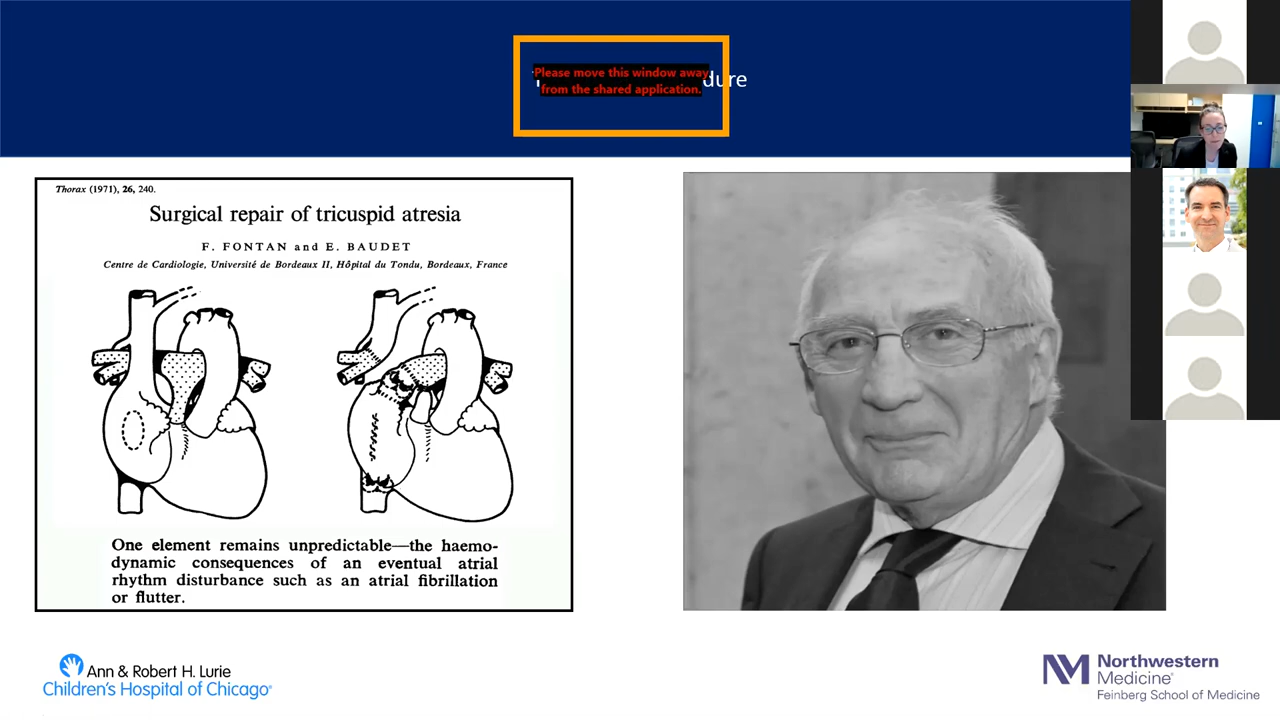 Please move this window away
from the shared application.
dure
Thorax (1971), 26, 240.
Surgical repair of tricuspid atresia
F. FONTAN and E. BAUDET
Centre de Cardiologie, Université de Bordeaux II, Hôpital du Tondu, Bordeaux, France
One element remains unpredictable—the haemo-
dynamic consequences of an eventual atrial
rhythm disturbance such as an atrial fibrillation
or flutter.
Ann & Robert H. Lurie
Children's Hospital of Chicago®
NM Northwestern
Medicine®
Feinberg School of Medicine